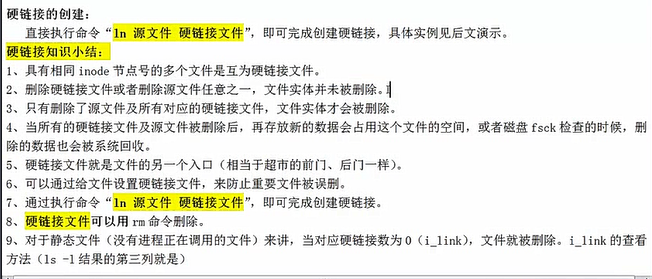 硬链接的创建：
直接执行命令“ln 源文件 硬链接文件”，即可完成创建硬链接，具体实例见后文演示。
硬链接知识小结：
1、具有相同 inode 节点号的多个文件是互为硬链接文件。
2、删除硬链接文件或者删除源文件任意之一，文件实体并未被删除。
3、只有删除了源文件及所有对应的硬链接文件，文件实体才会被删除。
4、当所有的硬链接文件及源文件被删除后，再存放新的数据会占用这个文件的空间，或者磁盘 fsck 检查的时候，删
除的数据也会被系统回收。
5、硬链接文件就是文件的另一个入口（相当于超市的前门、后门一样）。
6、可以通过给文件设置硬链接文件，来防止重要文件被误删。
7、通过执行命令“ln 源文件 硬链接文件”，即可完成创建硬链接。
8、硬链接文件可以用 rm 命令删除。
9、对于静态文件（没有进程正在调用的文件）来讲，当对应硬链接数为 0（i_link），文件就被删除。i_link 的查看
方法（ls -l 结果的第三列就是）